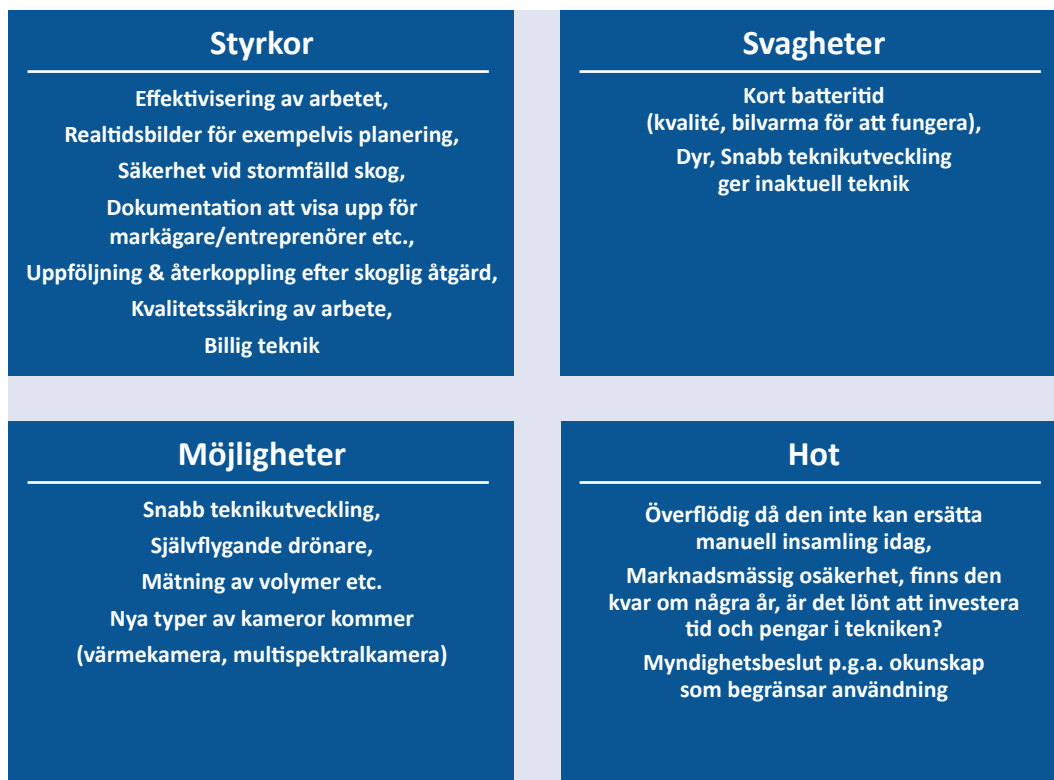 Styrkor
Effektivisering av arbetet,
Realtidsbilder för exempelvis planering,
Säkerhet vid stormfälld skog,
Dokumentation att visa upp för
markägare/entreprenörer etc.,
Uppföljning & återkoppling efter skoglig åtgärd,
Kvalitetssäkring av arbete,
Billig teknik
Svagheter
Kort batteritid
(kvalité, bilvarma för att fungera),
Dyr, Snabb teknikutveckling
ger inaktuell teknik
Möjligheter
Snabb teknikutveckling,
Självflygande drönare,
Mätning av volymer etc.
Nya typer av kameror kommer
(värmekamera, multispektralkamera)
Hot
Överflödig då den inte kan ersätta
manuell insamling idag,
Marknadsmässig osäkerhet, finns den
kvar om några år, är det lönt att investera
tid och pengar i tekniken?
Myndighetsbeslut p.g.a. okunskap
som begränsar användning